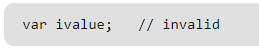 var ivalue;   // invalid